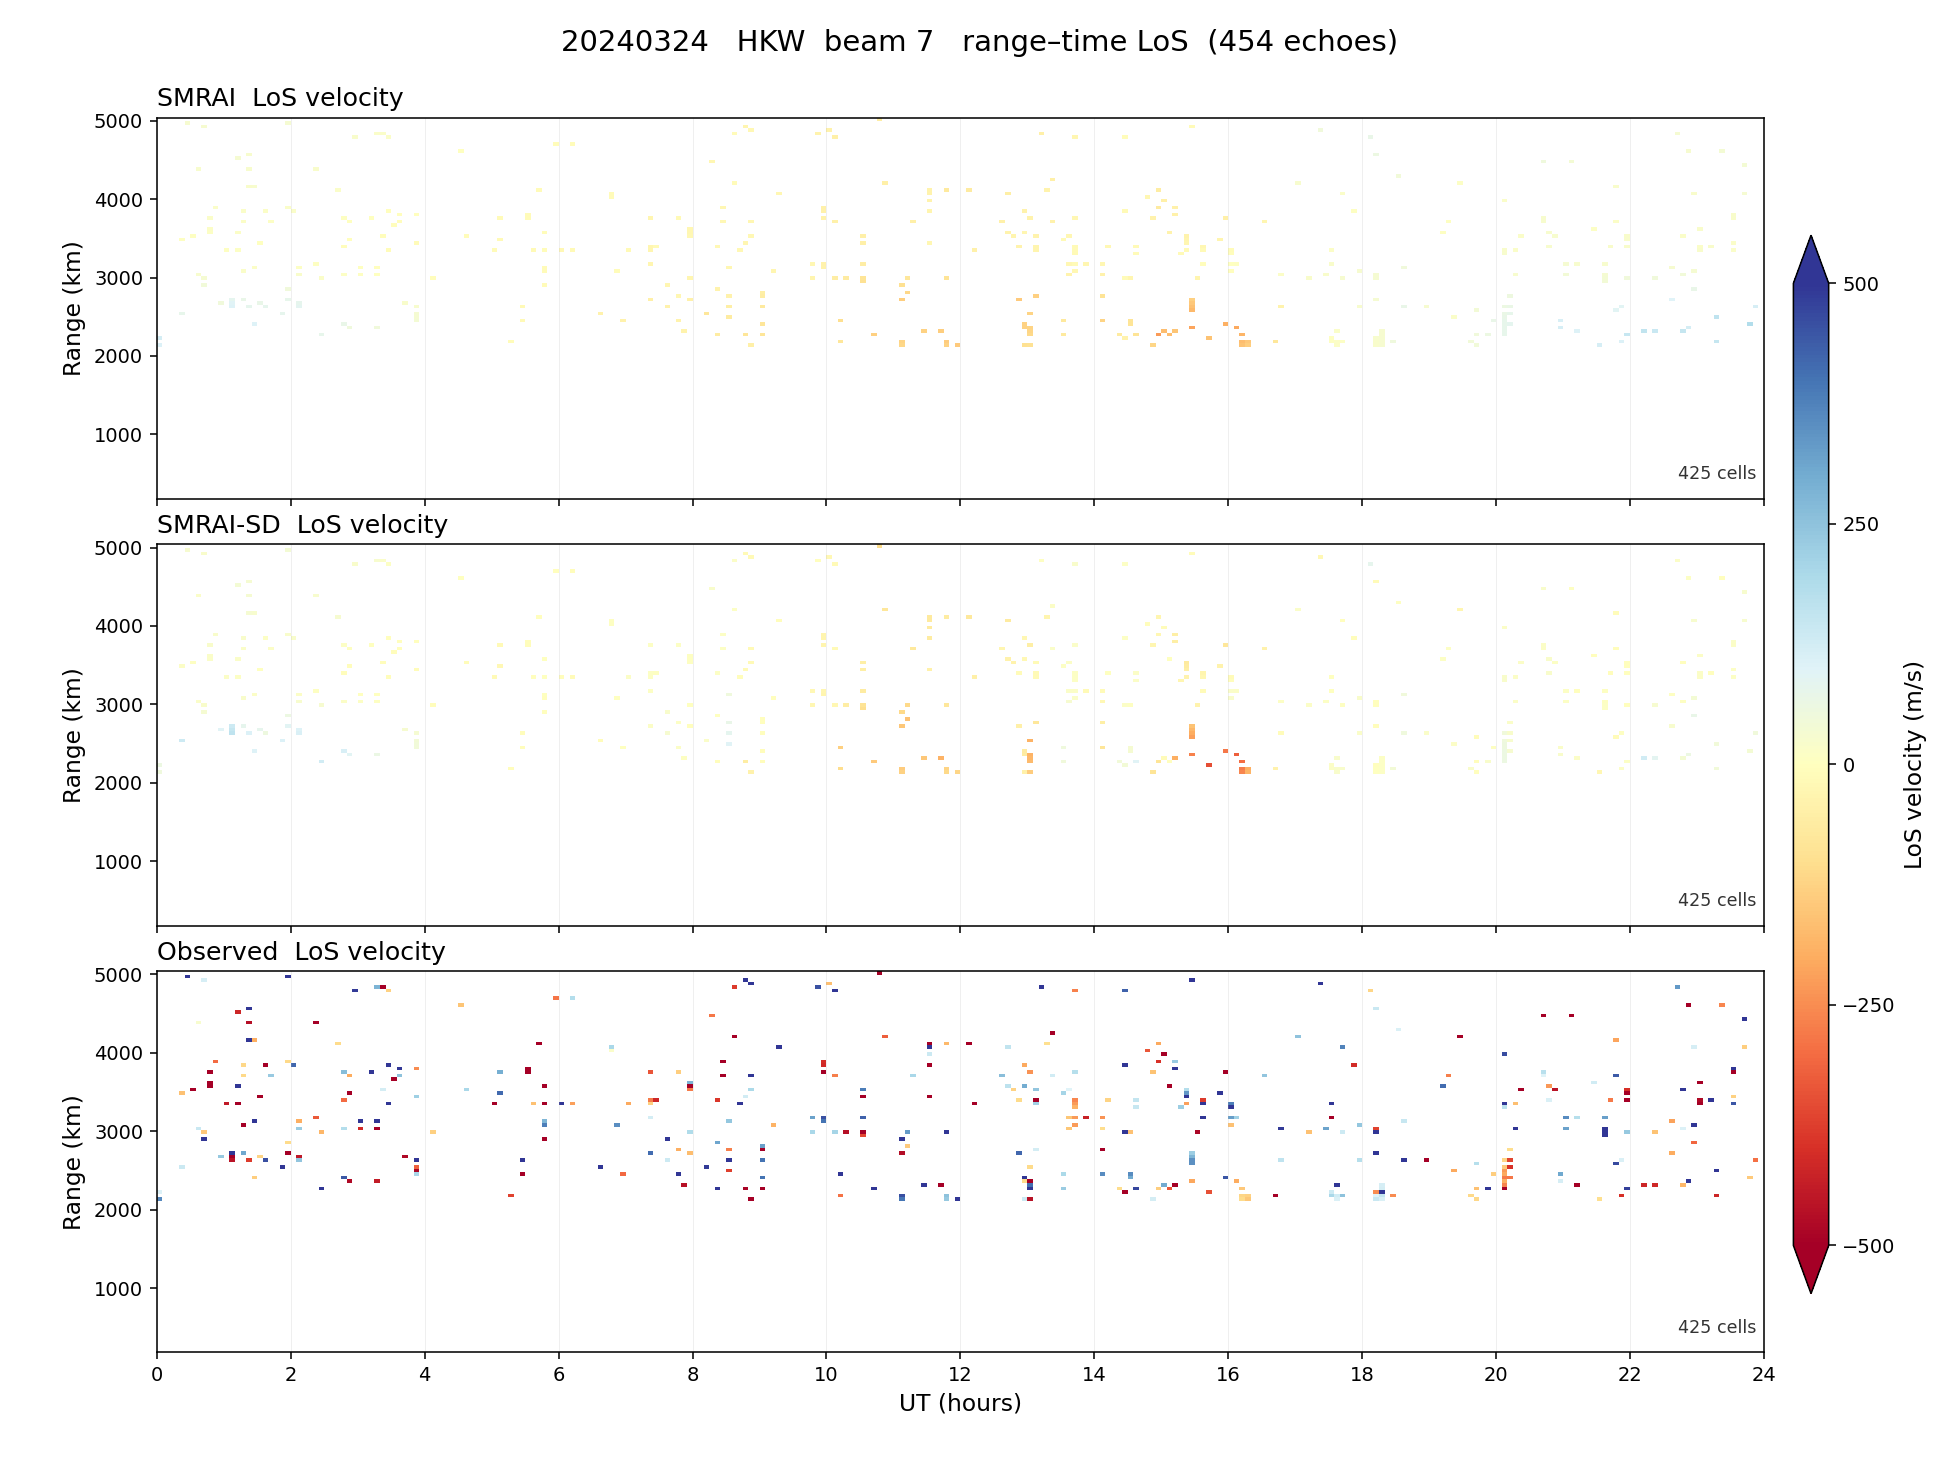 20240324   HKW  beam 7   range–time LoS  (454 echoes)
SMRAI  LoS velocity
5000
4000
3000
2000
1000
Range (km)
425 cells
SMRAI-SD  LoS velocity
5000
4000
3000
2000
1000
Range (km)
425 cells
Observed  LoS velocity
5000
4000
3000
2000
1000
Range (km)
425 cells
0 2 4 6 8 10 12 14 16 18 20 22 24
UT (hours)
500
250
0
−250
−500
LoS velocity (m/s)